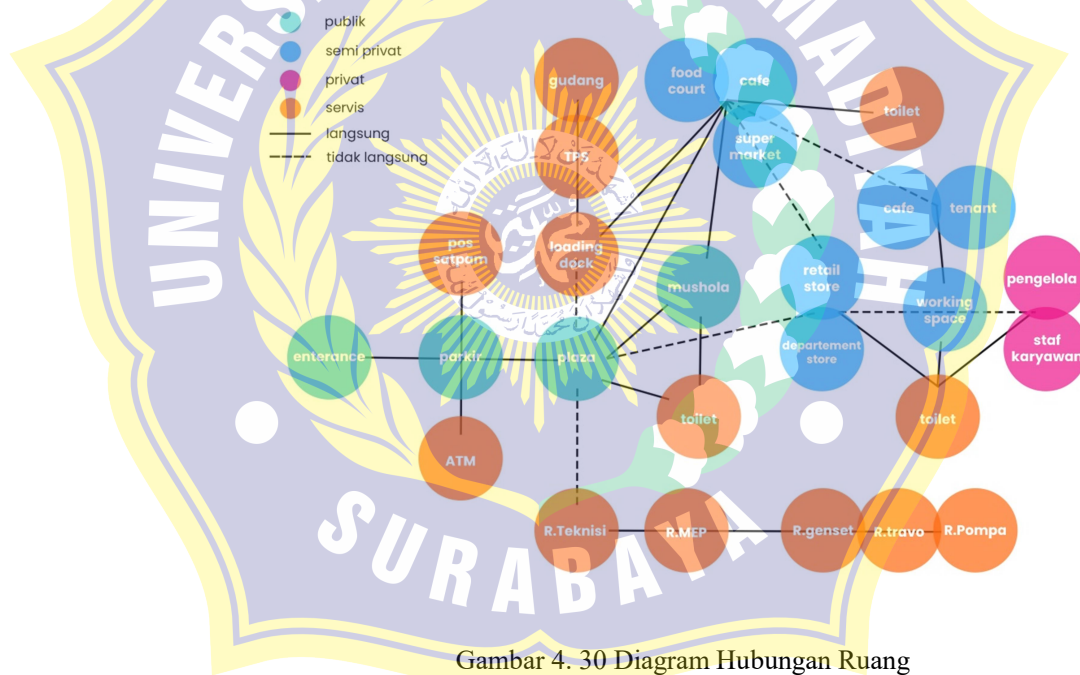 publik
semi privat
privat
servis
langsung
tidak langsung
gudang
food
court
cafe
toilet
TPS
super
market
cafe
tenant
pos
satpam
loading
dock
mushola
retail
store
working
space
pengelola
enterance
parkir
plaza
departement
store
staf
karyawan
toilet
toilet
ATM
R.Teknisi
R.MEP
R.genset
R.travo
R.Pompa
SURABAYA
Gambar 4. 30 Diagram Hubungan Ruang